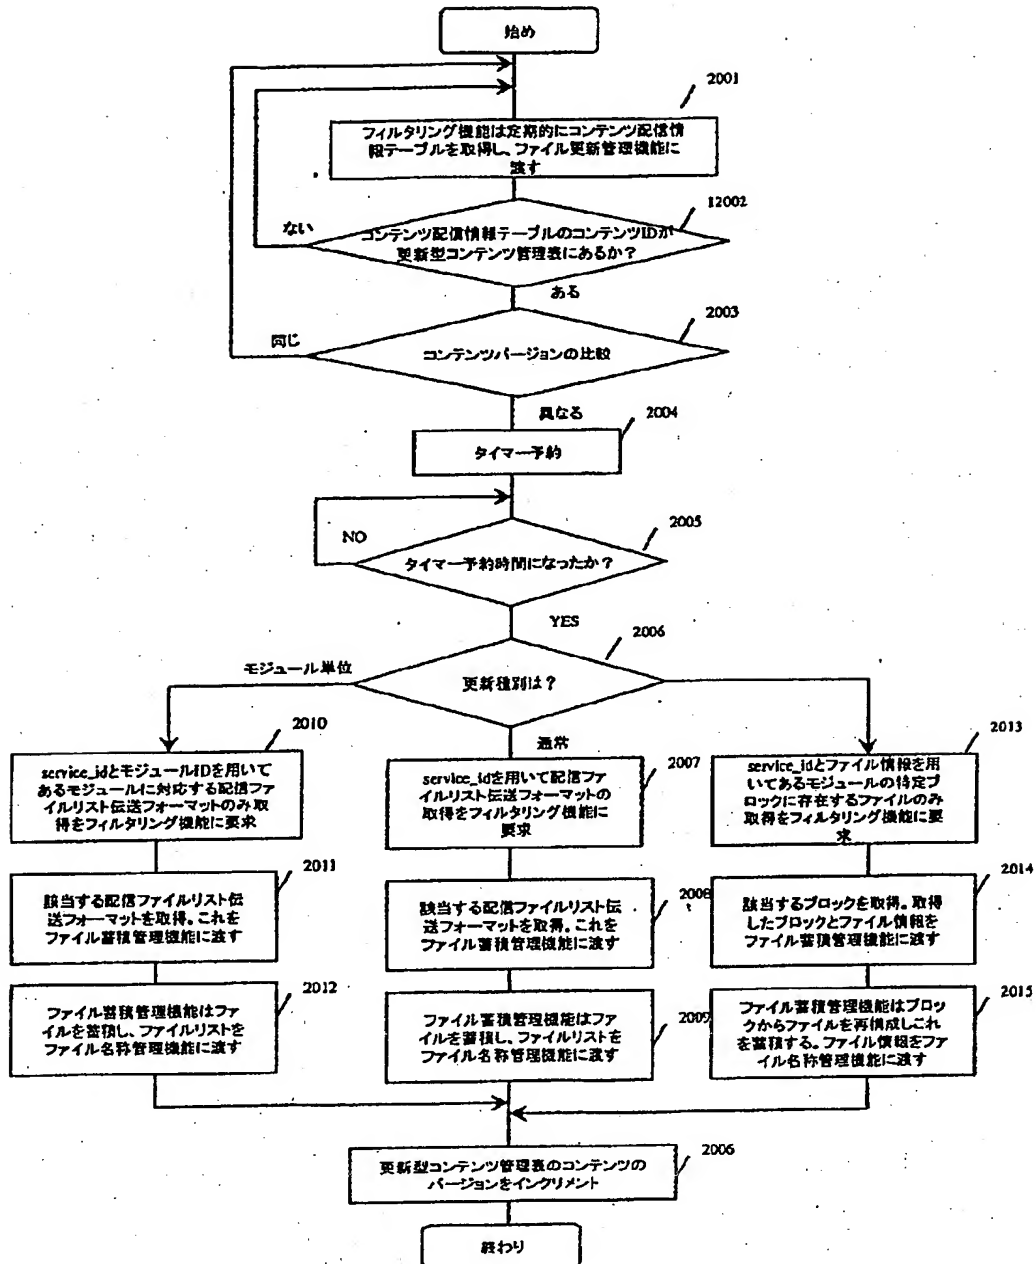 始め
2001
フィルタリング機能は定期的にコンテンツ配信情
報テーブルを取得し、ファイル更新管理機能に
渡す
12002
ない
コンテンツ配信情報テーブルのコンテンツIDが
更新型コンテンツ管理表にあるか？
ある
2003
同じ
コンテンツバージョンの比較
異なる
2004
タイマー予約
2005
NO
タイマー予約時間になったか？
YES
2006
モジュール単位
更新種別は？
通常
2010
service_idとモジュールIDを用いて
あるモジュールに対応する配信ファ
イルリスト伝送フォーマットのみ取
得をフィルタリング機能に要求
2007
service_idを用いて配信ファ
イルリスト伝送フォーマットの
取得をフィルタリング機能に
要求
2013
service_idとファイル情報を用
いてあるモジュールの特定ブ
ロックに存在するファイルのみ
取得をフィルタリング機能に要
求
2011
該当する配信ファイルリスト伝
送フォーマットを取得。これを
ファイル蓄積管理機能に渡す
2008
該当する配信ファイルリスト伝
送フォーマットを取得。これを
ファイル蓄積管理機能に渡す
2014
該当するブロックを取得。取得
したブロックとファイル情報を
ファイル蓄積管理機能に渡す
2012
ファイル蓄積管理機能はファ
イルを蓄積し、ファイルリストを
ファイル名称管理機能に渡す
2009
ファイル蓄積管理機能はファ
イルを蓄積し、ファイルリストを
ファイル名称管理機能に渡す
2015
ファイル蓄積管理機能はブロッ
クからファイルを再構成しこれ
を蓄積する。ファイル情報をファ
イル名称管理機能に渡す
2006
更新型コンテンツ管理表のコンテンツの
バージョンをインクリメント
終わり